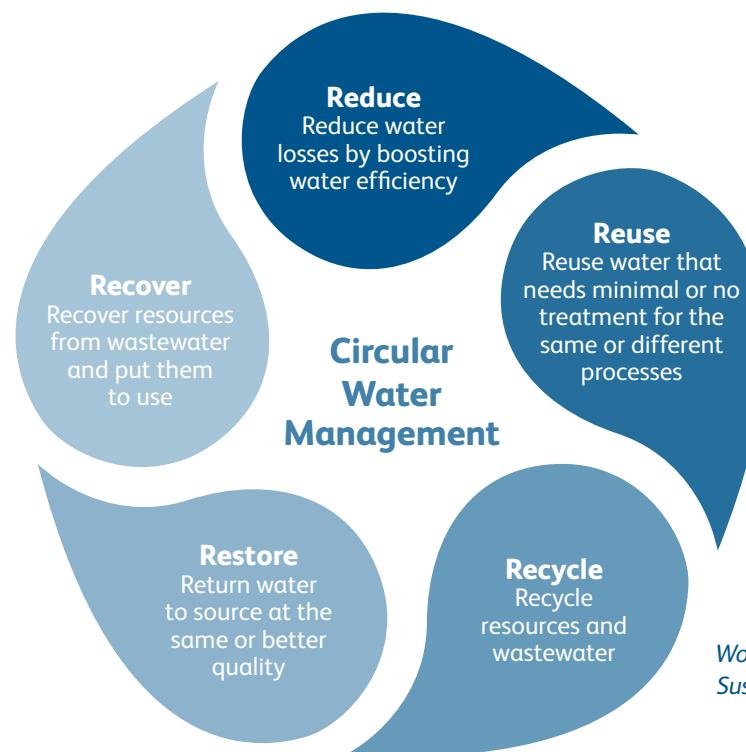 Reduce
Reduce water
losses by boosting
water efficiency
Reuse
Reuse water that
needs minimal or no
treatment for the
same or different
processes
Recover
Recover resources
from wastewater
and put them
to use
Circular
Water
Management
Restore
Return water
to source at the
same or better
quality
Recycle
Recycle
resources and
wastewater